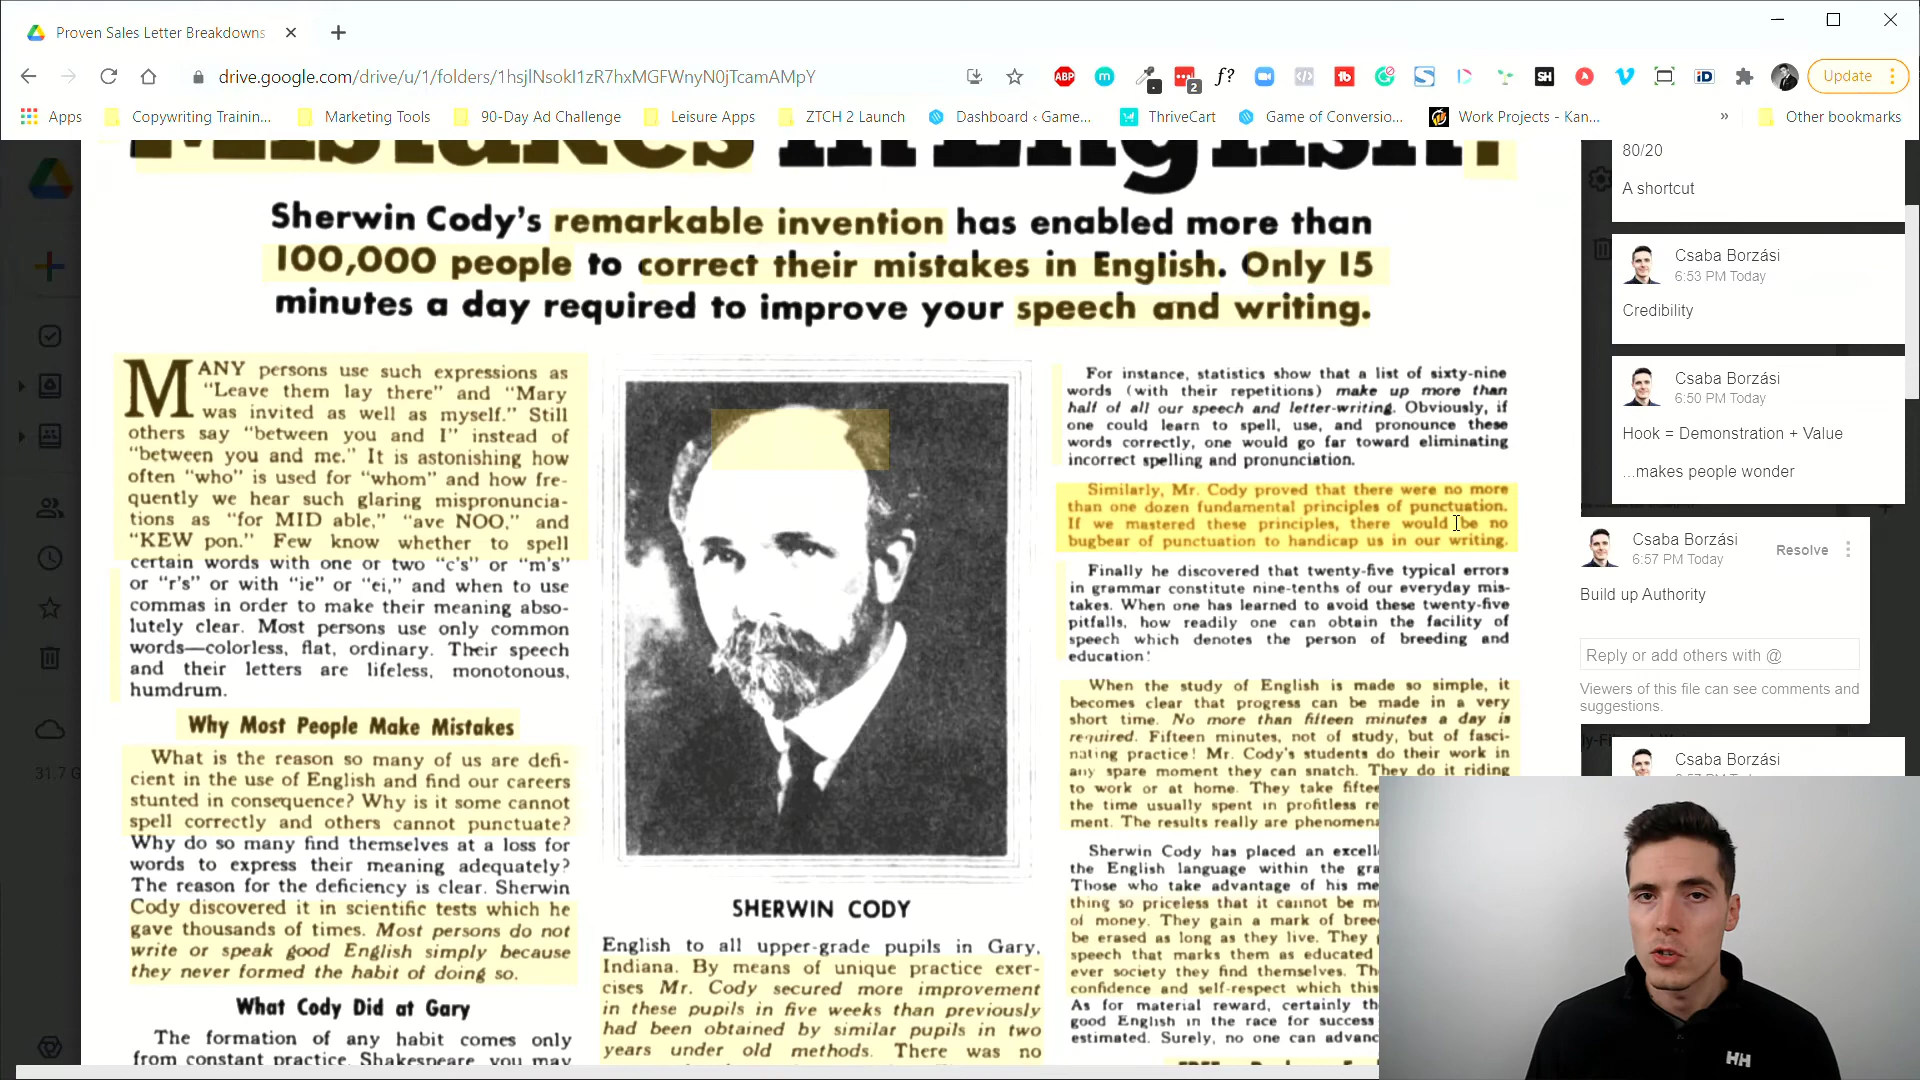 Proven Sales Letter Breakdowns
drive.google.com/drive/u/1/folders/1hsjlNsokI1zR7hxMGFWnyN0jTcamAMpY
ABP
m
2
f?
SH
iD
Update
Apps
Copywriting Trainin...
Marketing Tools
90-Day Ad Challenge
Leisure Apps
ZTCH 2 Launch
Dashboard ‹ Game...
ThriveCart
Game of Conversio...
Work Projects - Kan...
»
Other bookmarks
Mistakes in English?
Sherwin Cody's remarkable invention has enabled more than
100,000 people to correct their mistakes in English. Only 15
minutes a day required to improve your speech and writing.
MANY persons use such expressions as
"Leave them lay there" and "Mary
was invited as well as myself." Still
others say "between you and I" instead of
"between you and me." It is astonishing how
often "who" is used for "whom" and how fre-
quently we hear such glaring mispronuncia-
tions as "for MID able," "ave NOO," and
"KEW pon." Few know whether to spell
certain words with one or two "c's" or "m's"
or "r's" or with "ie" or "ei," and when to use
commas in order to make their meaning abso-
lutely clear. Most persons use only common
words—colorless, flat, ordinary. Their speech
and their letters are lifeless, monotonous,
humdrum.
Why Most People Make Mistakes
What is the reason so many of us are defi-
cient in the use of English and find our careers
stunted in consequence? Why is it some cannot
spell correctly and others cannot punctuate?
Why do so many find themselves at a loss for
words to express their meaning adequately?
The reason for the deficiency is clear. Sherwin
Cody discovered it in scientific tests which he
gave thousands of times. Most persons do not
write or speak good English simply because
they never formed the habit of doing so.
What Cody Did at Gary
The formation of any habit comes only
from constant practice. Shakespeare, you may
SHERWIN CODY
English to all upper-grade pupils in Gary,
Indiana. By means of unique practice exer-
cises Mr. Cody secured more improvement
in these pupils in five weeks than previously
had been obtained by similar pupils in two
years under old methods. There was no
For instance, statistics show that a list of sixty-nine
words (with their repetitions) make up more than
half of all our speech and letter-writing. Obviously, if
one could learn to spell, use, and pronounce these
words correctly, one would go far toward eliminating
incorrect spelling and pronunciation.
Similarly, Mr. Cody proved that there were no more
than one dozen fundamental principles of punctuation.
If we mastered these principles, there would be no
bugbear of punctuation to handicap us in our writing.
Finally he discovered that twenty-five typical errors
in grammar constitute nine-tenths of our everyday mis-
takes. When one has learned to avoid these twenty-five
pitfalls, how readily one can obtain the facility of
speech which denotes the person of breeding and
education!
When the study of English is made so simple, it
becomes clear that progress can be made in a very
short time. No more than fifteen minutes a day is
required. Fifteen minutes, not of study, but of fasci-
nating practice! Mr. Cody's students do their work in
any spare moment they can snatch. They do it riding
to work or at home. They take fifte
the time usually spent in profitless re
ment. The results really are phenomena
Sherwin Cody has placed an excell
the English language within the gra
Those who take advantage of his me
thing so priceless that it cannot be m
of money. They gain a mark of bree
be erased as long as they live. They
speech that marks them as educated
ever society they find themselves. Th
confidence and self-respect which this
As for material reward, certainly th
good English in the race for success
estimated. Surely, no one can advanc
80/20
A shortcut
Csaba Borzási
6:53 PM Today
Credibility
Csaba Borzási
6:50 PM Today
Hook = Demonstration + Value
...makes people wonder
Csaba Borzási
6:57 PM Today
Resolve
Build up Authority
Reply or add others with @
Viewers of this file can see comments and
suggestions.
Csaba Borzási
31.7 G
HH